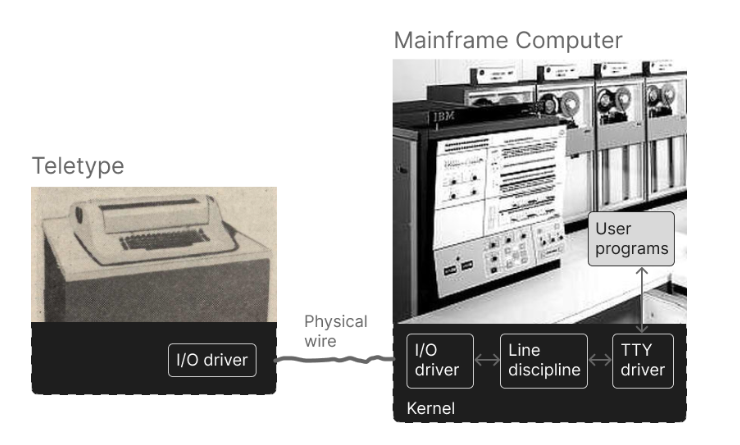 Mainframe Computer
IBM
Teletype
User
programs
Physical
wire
I/O driver
I/O
driver
Line
discipline
TTY
driver
Kernel